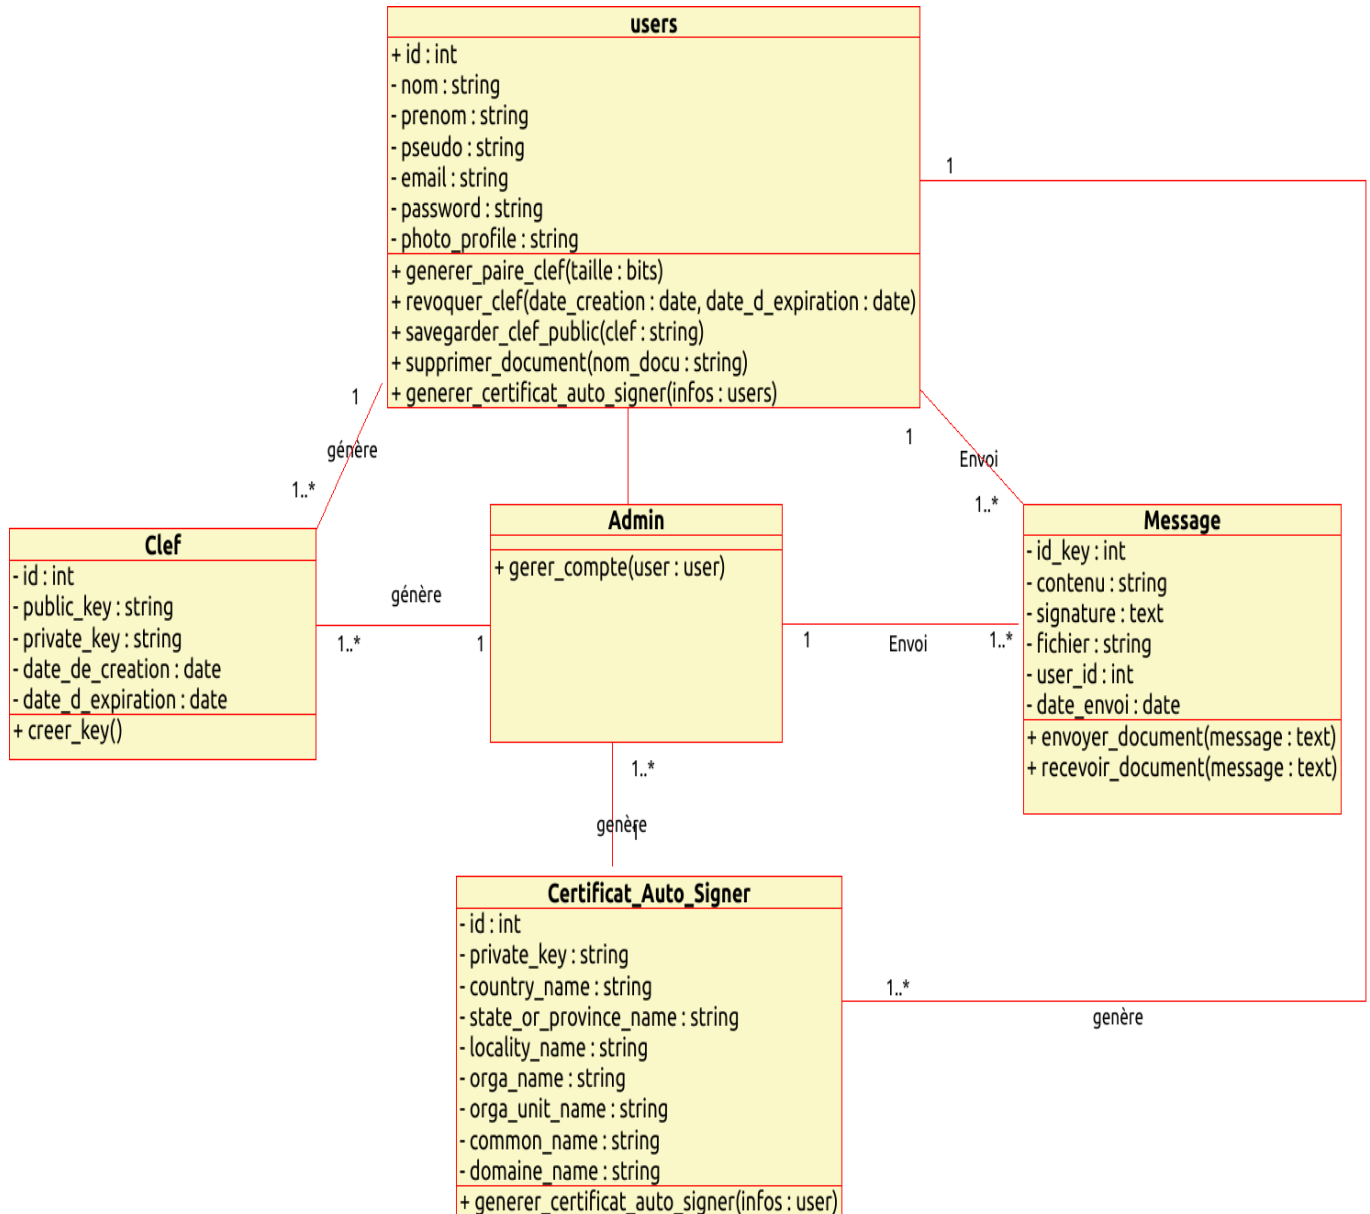 users
+ id : int
- nom : string
- prenom : string
- pseudo : string
- email : string
- password : string
- photo_profile : string
+ generer_paire_clef(taille : bits)
+ revoquer_clef(date_creation : date, date_d_expiration : date)
+ savegarder_clef_public(clef : string)
+ supprimer_document(nom_docu : string)
+ generer_certificat_auto_signer(infos : users)
1
1
génère
1..*
1
Envoi
1..*
Clef
- id : int
- public_key : string
- private_key : string
- date_de_creation : date
- date_d_expiration : date
+ creer_key()
génère
1..*
1
Admin
+ gerer_compte(user : user)
1
Envoi
1..*
Message
- id_key : int
- contenu : string
- signature : text
- fichier : string
- user_id : int
- date_envoi : date
+ envoyer_document(message : text)
+ recevoir_document(message : text)
1..*
genère
1
Certificat_Auto_Signer
- id : int
- private_key : string
- country_name : string
- state_or_province_name : string
- locality_name : string
- orga_name : string
- orga_unit_name : string
- common_name : string
- domaine_name : string
+ generer_certificat_auto_signer(infos : user)
1..*
genère